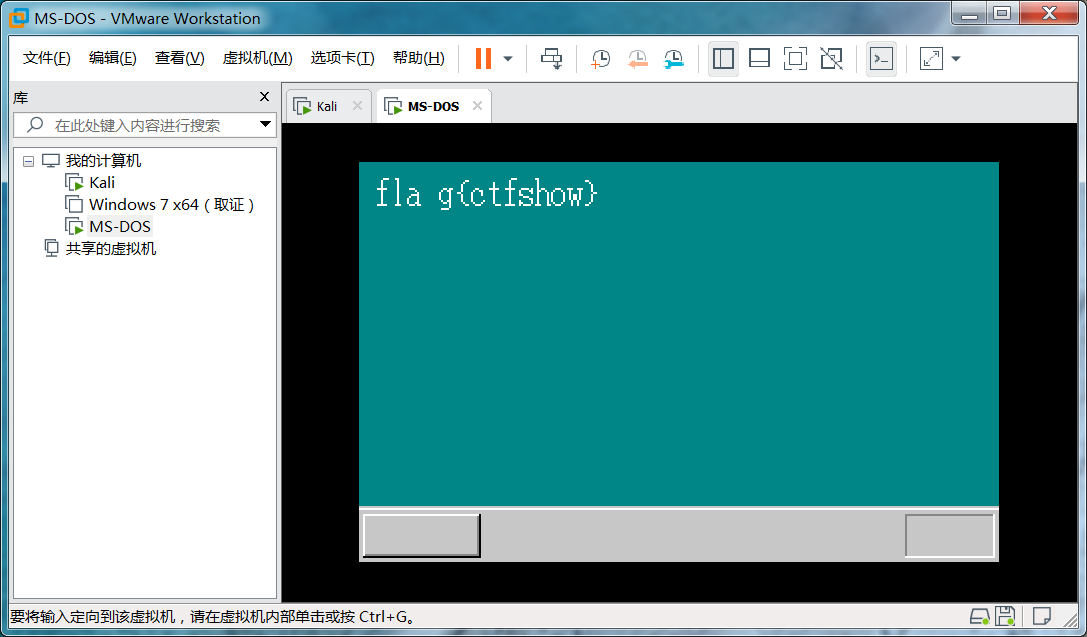 MS-DOS - VMware Workstation
文件(F) 编辑(E) 查看(V) 虚拟机(M) 选项卡(T) 帮助(H)
库
在此处键入内容进行搜索
我的计算机
Kali
Windows 7 x64 ( 取证 )
MS-DOS
共享的虚拟机
Kali MS-DOS
fla g{ctfshow}
要将输入定向到该虚拟机，请在虚拟机内部单击或按 Ctrl+G。